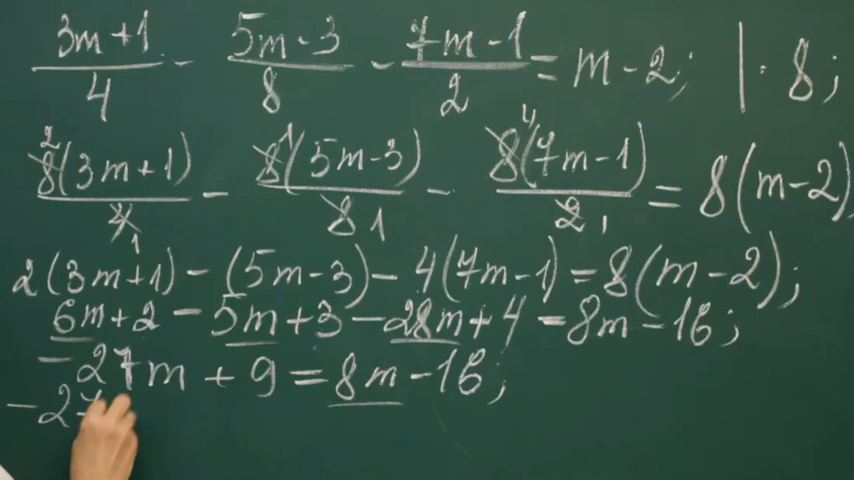 (3m+1)/4 - (5m-3)/8 - (7m-1)/2 = m-2; |·8;
8(3m+1)/4 - 8(5m-3)/8 - 8(7m-1)/2 = 8(m-2)
2(3m+1) - (5m-3) - 4(7m-1) = 8(m-2);
6m+2 - 5m+3 - 28m+4 = 8m-16;
-27m + 9 = 8m-16;
-27